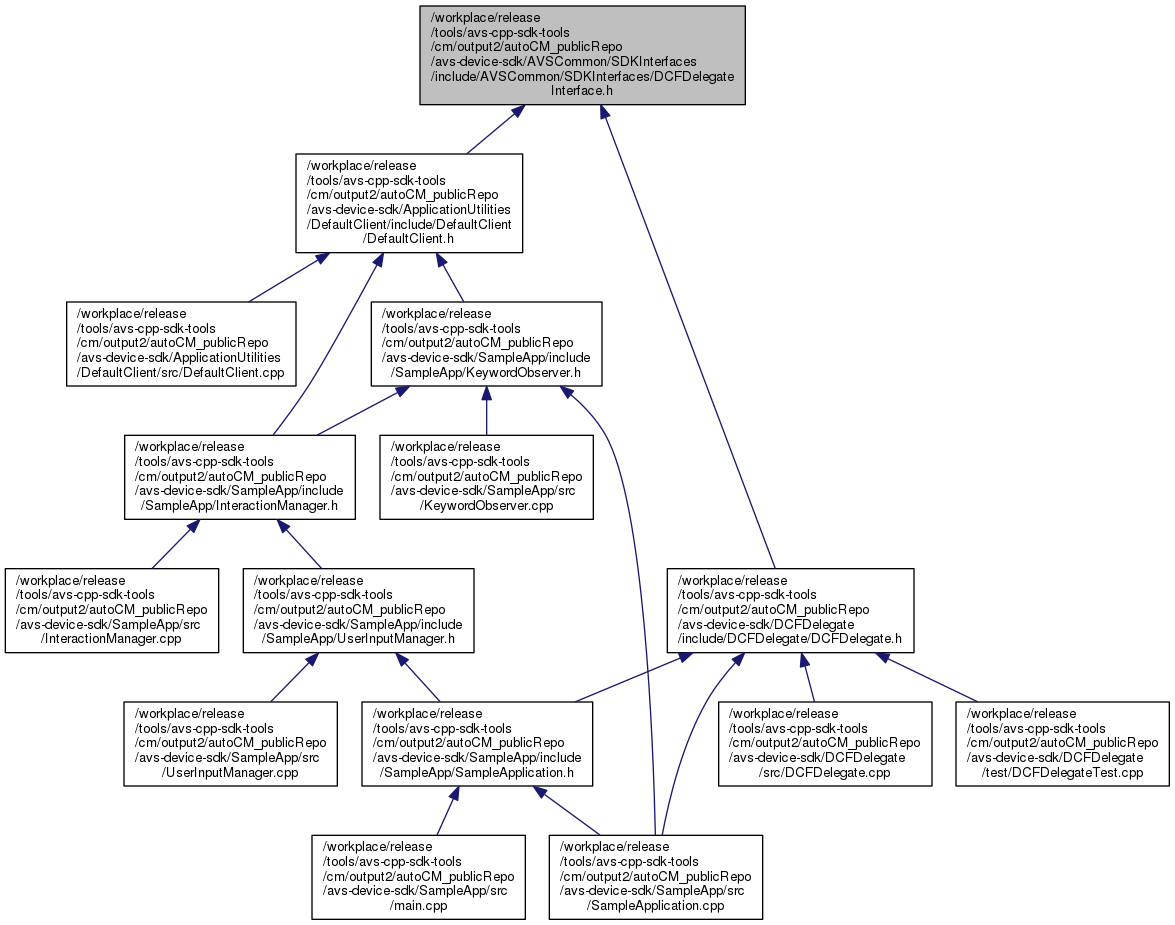 /workplace/release
/tools/avs-cpp-sdk-tools
/cm/output2/autoCM_publicRepo
/avs-device-sdk/AVSCommon/SDKInterfaces
/include/AVSCommon/SDKInterfaces/DCFDelegate
Interface.h
/workplace/release
/tools/avs-cpp-sdk-tools
/cm/output2/autoCM_publicRepo
/avs-device-sdk/ApplicationUtilities
/DefaultClient/include/DefaultClient
/DefaultClient.h
/workplace/release
/tools/avs-cpp-sdk-tools
/cm/output2/autoCM_publicRepo
/avs-device-sdk/ApplicationUtilities
/DefaultClient/src/DefaultClient.cpp
/workplace/release
/tools/avs-cpp-sdk-tools
/cm/output2/autoCM_publicRepo
/avs-device-sdk/SampleApp/include
/SampleApp/KeywordObserver.h
/workplace/release
/tools/avs-cpp-sdk-tools
/cm/output2/autoCM_publicRepo
/avs-device-sdk/SampleApp/include
/SampleApp/InteractionManager.h
/workplace/release
/tools/avs-cpp-sdk-tools
/cm/output2/autoCM_publicRepo
/avs-device-sdk/SampleApp/src
/KeywordObserver.cpp
/workplace/release
/tools/avs-cpp-sdk-tools
/cm/output2/autoCM_publicRepo
/avs-device-sdk/SampleApp/src
/InteractionManager.cpp
/workplace/release
/tools/avs-cpp-sdk-tools
/cm/output2/autoCM_publicRepo
/avs-device-sdk/SampleApp/include
/SampleApp/UserInputManager.h
/workplace/release
/tools/avs-cpp-sdk-tools
/cm/output2/autoCM_publicRepo
/avs-device-sdk/DCFDelegate
/include/DCFDelegate/DCFDelegate.h
/workplace/release
/tools/avs-cpp-sdk-tools
/cm/output2/autoCM_publicRepo
/avs-device-sdk/SampleApp/src
/UserInputManager.cpp
/workplace/release
/tools/avs-cpp-sdk-tools
/cm/output2/autoCM_publicRepo
/avs-device-sdk/SampleApp/include
/SampleApp/SampleApplication.h
/workplace/release
/tools/avs-cpp-sdk-tools
/cm/output2/autoCM_publicRepo
/avs-device-sdk/DCFDelegate
/src/DCFDelegate.cpp
/workplace/release
/tools/avs-cpp-sdk-tools
/cm/output2/autoCM_publicRepo
/avs-device-sdk/DCFDelegate
/test/DCFDelegateTest.cpp
/workplace/release
/tools/avs-cpp-sdk-tools
/cm/output2/autoCM_publicRepo
/avs-device-sdk/SampleApp/src
/main.cpp
/workplace/release
/tools/avs-cpp-sdk-tools
/cm/output2/autoCM_publicRepo
/avs-device-sdk/SampleApp/src
/SampleApplication.cpp